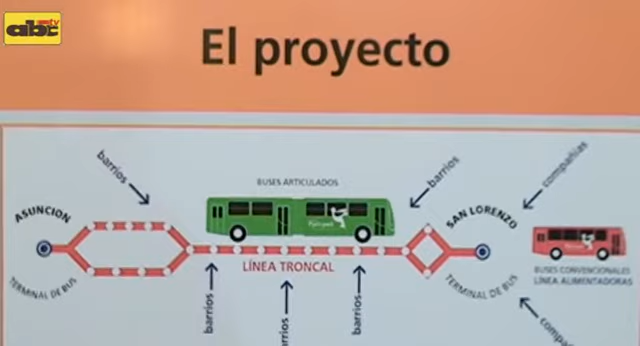 abc tv
El proyecto
barrios
BUSES ARTICULADOS
barrios
compañías
ASUNCION
SAN LORENZO
TERMINAL DE BUS
LÍNEA TRONCAL
TERMINAL DE BUS
BUSES CONVENCIONALES
LÍNEA ALIMENTADORAS
barrios
rrios
barrios
compa